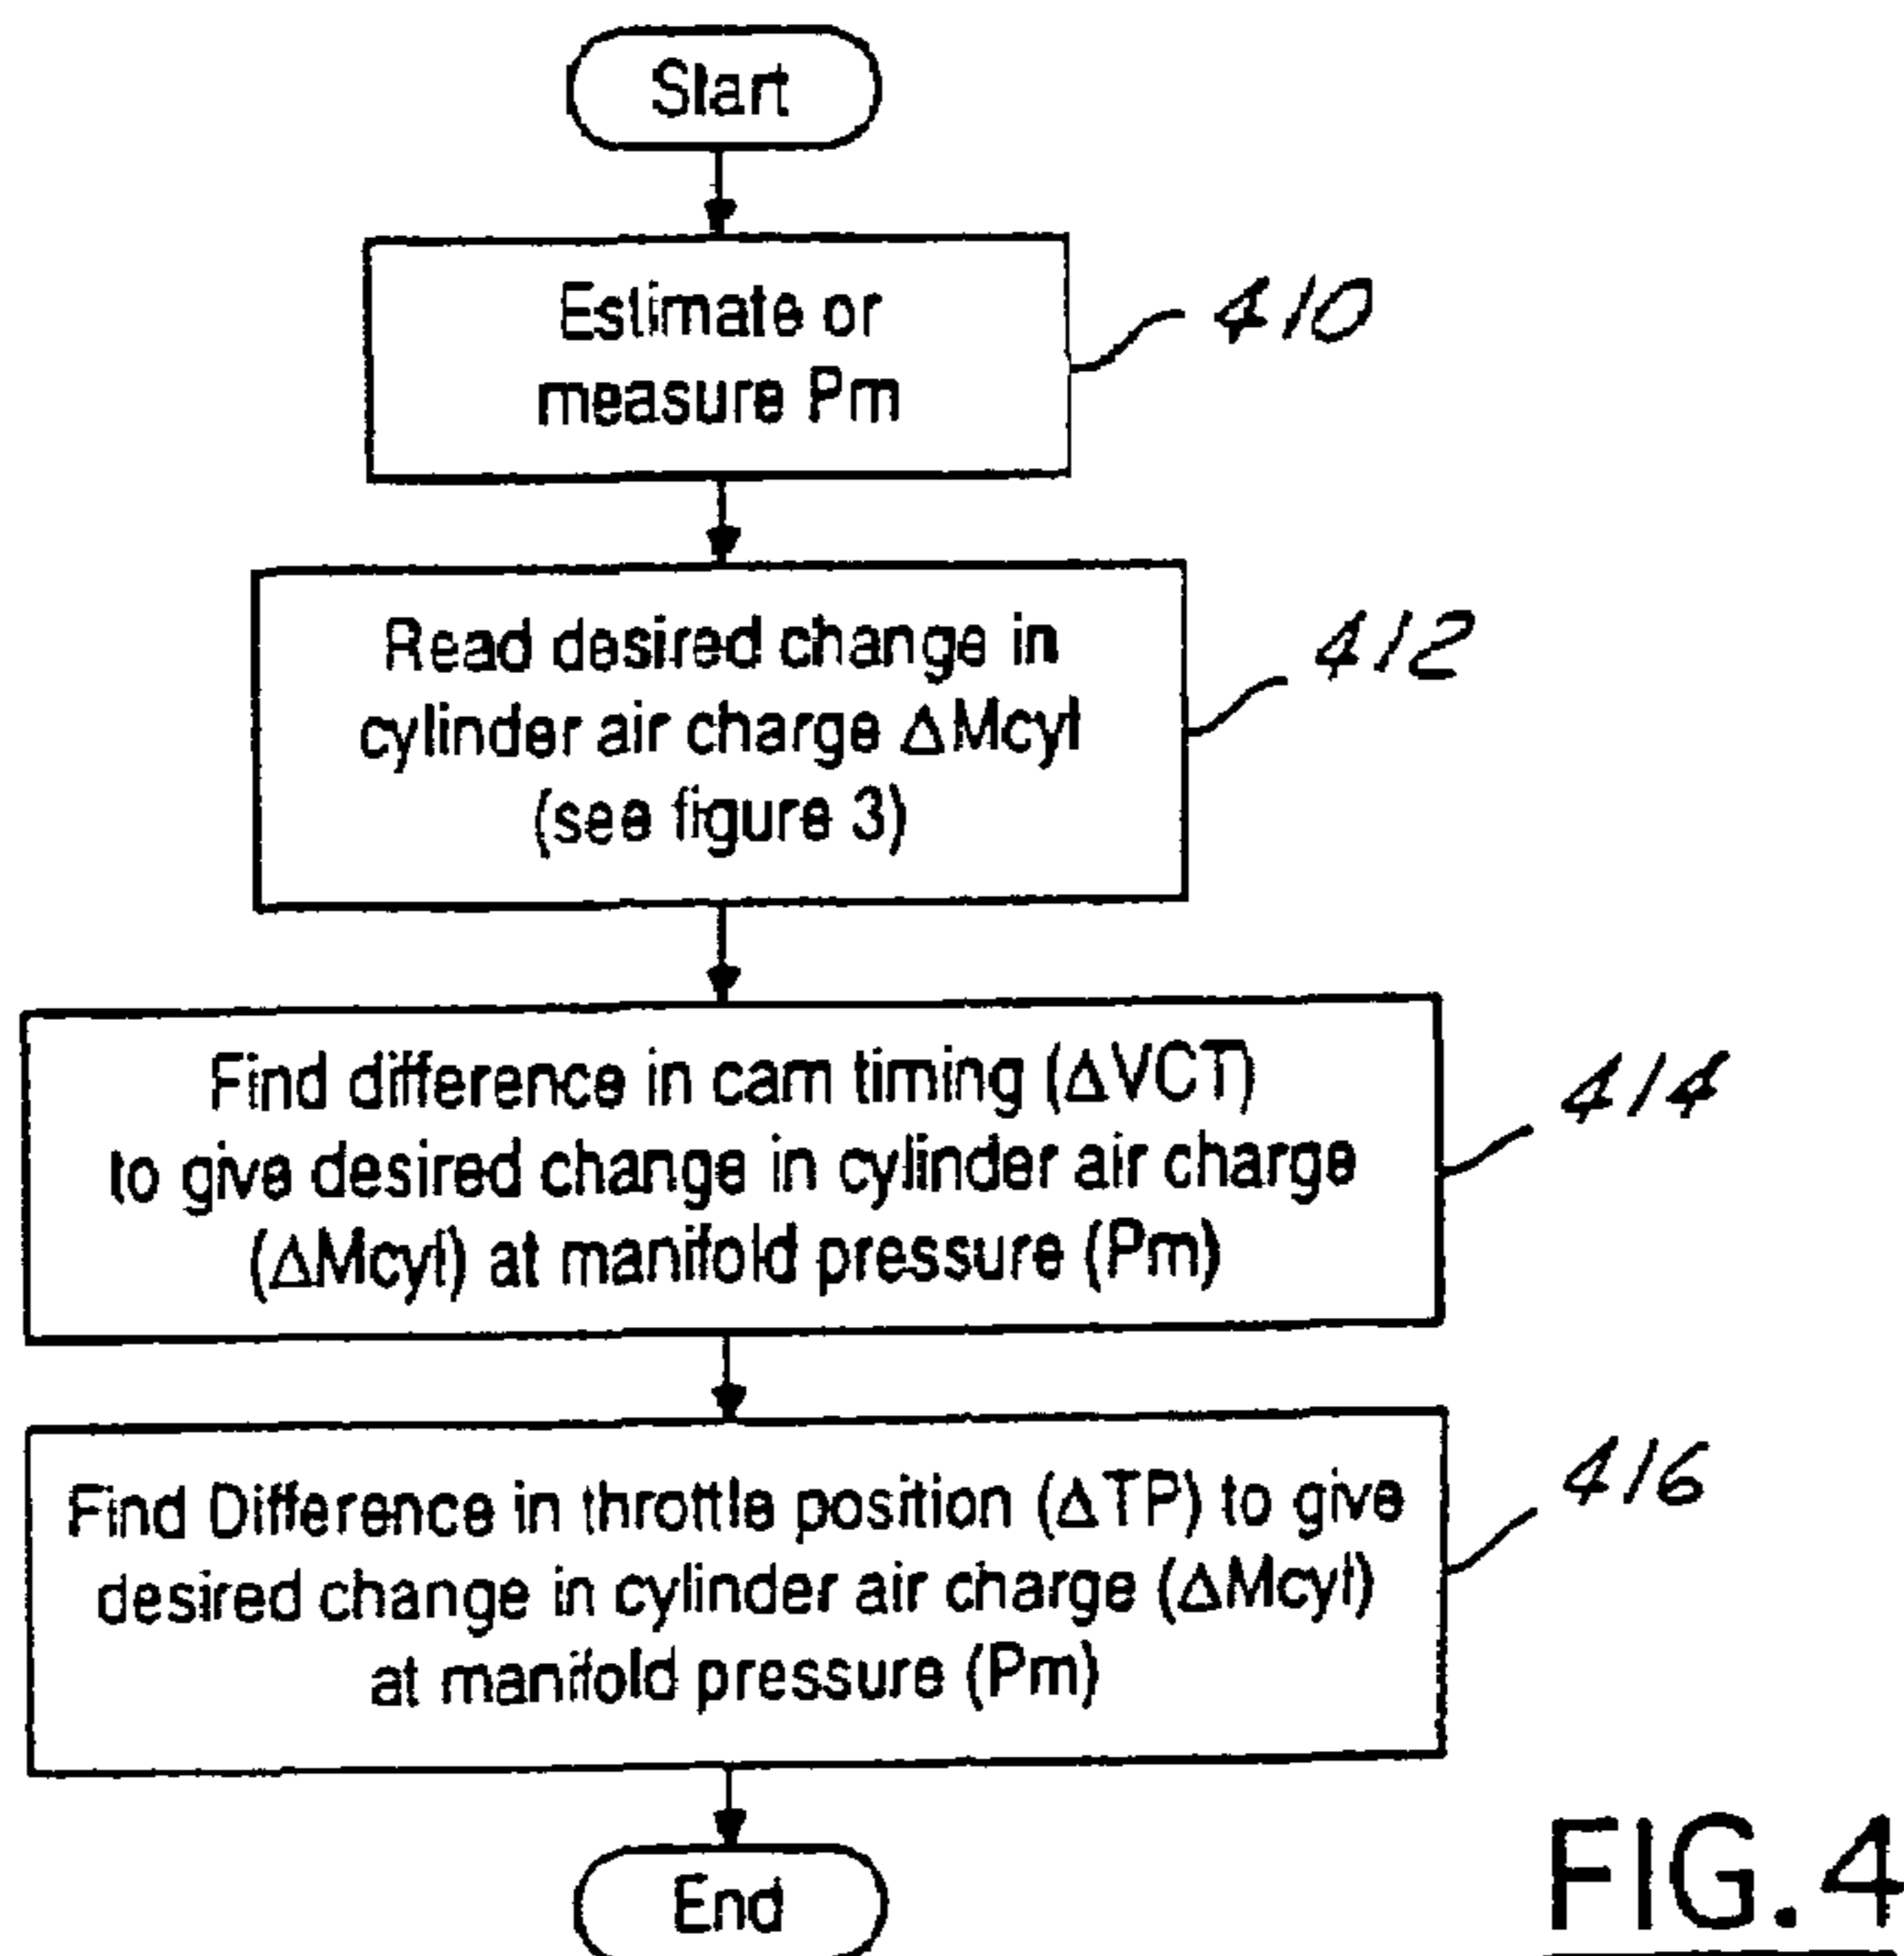 Start
Estimate or
measure Pm
410
Read desired change in
cylinder air charge ΔMcyl
(see figure 3)
412
Find difference in cam timing (ΔVCT)
to give desired change in cylinder air charge
(ΔMcyl) at manifold pressure (Pm)
414
Find Difference in throttle position (ΔTP) to give
desired change in cylinder air charge (ΔMcyl)
at manifold pressure (Pm)
416
End
FIG.4